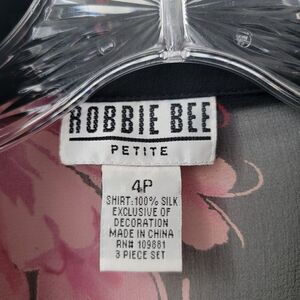 ROBBIE BEE
PETITE
4P
SHIRT:100% SILK
EXCLUSIVE OF
DECORATION
MADE IN CHINA
RN# 109881
3 PIECE SET